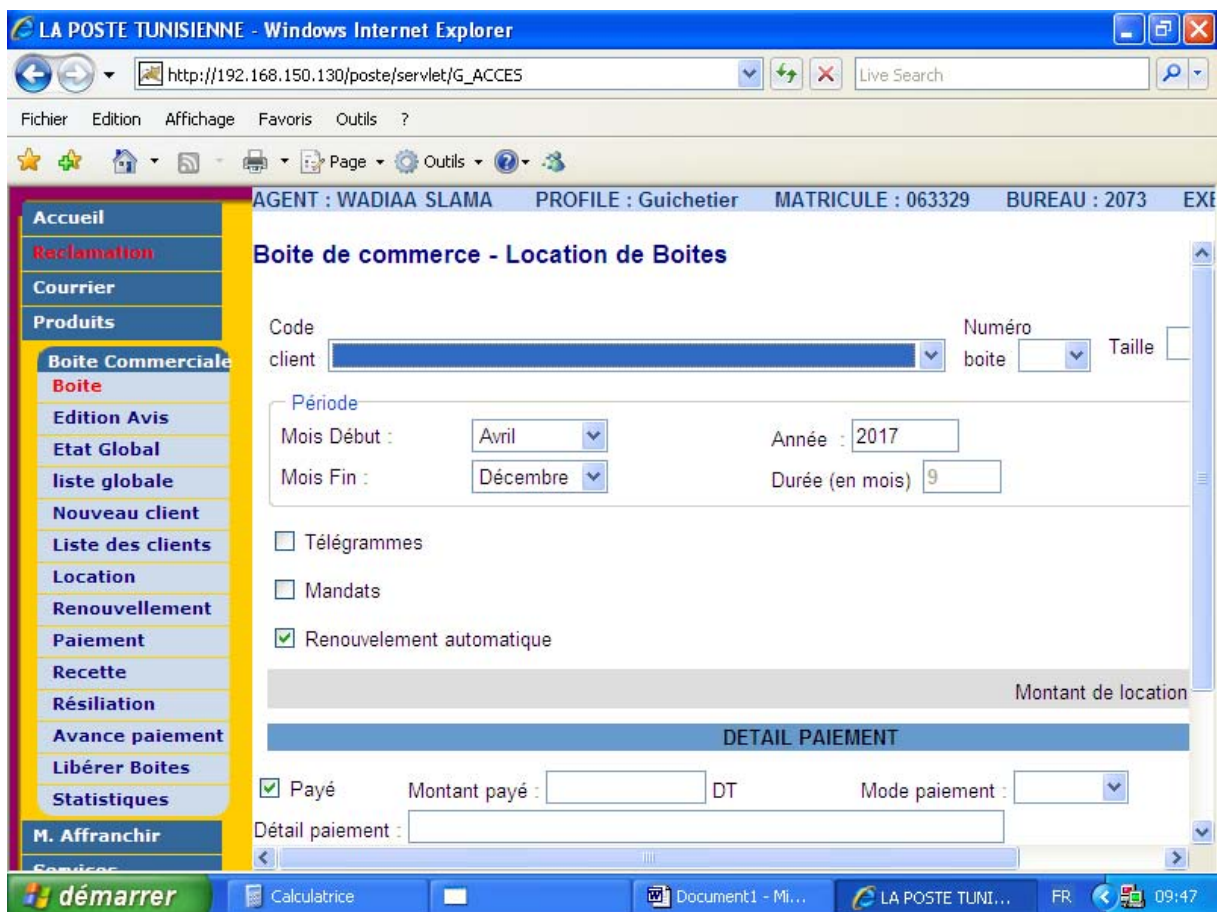 LA POSTE TUNISIENNE - Windows Internet Explorer
http://192.168.150.130/poste/servlet/G_ACCES
Live Search
Fichier Edition Affichage Favoris Outils ?
Page Outils
AGENT : WADIAA SLAMA PROFILE : Guichetier MATRICULE : 063329 BUREAU : 2073 EXE
Accueil
Reclamation
Courrier
Produits
Boite Commerciale
Boite
Edition Avis
Etat Global
liste globale
Nouveau client
Liste des clients
Location
Renouvellement
Paiement
Recette
Résiliation
Avance paiement
Libérer Boites
Statistiques
M. Affranchir
Services
Boite de commerce - Location de Boites
Code client
Numéro boite
Taille
Période
Mois Début : Avril
Année : 2017
Mois Fin : Décembre
Durée (en mois) 9
Télégrammes
Mandats
Renouvelement automatique
Montant de location
DETAIL PAIEMENT
Payé Montant payé : DT Mode paiement :
Détail paiement :
démarrer Calculatrice Document1 - Mi... LA POSTE TUNI... FR 09:47